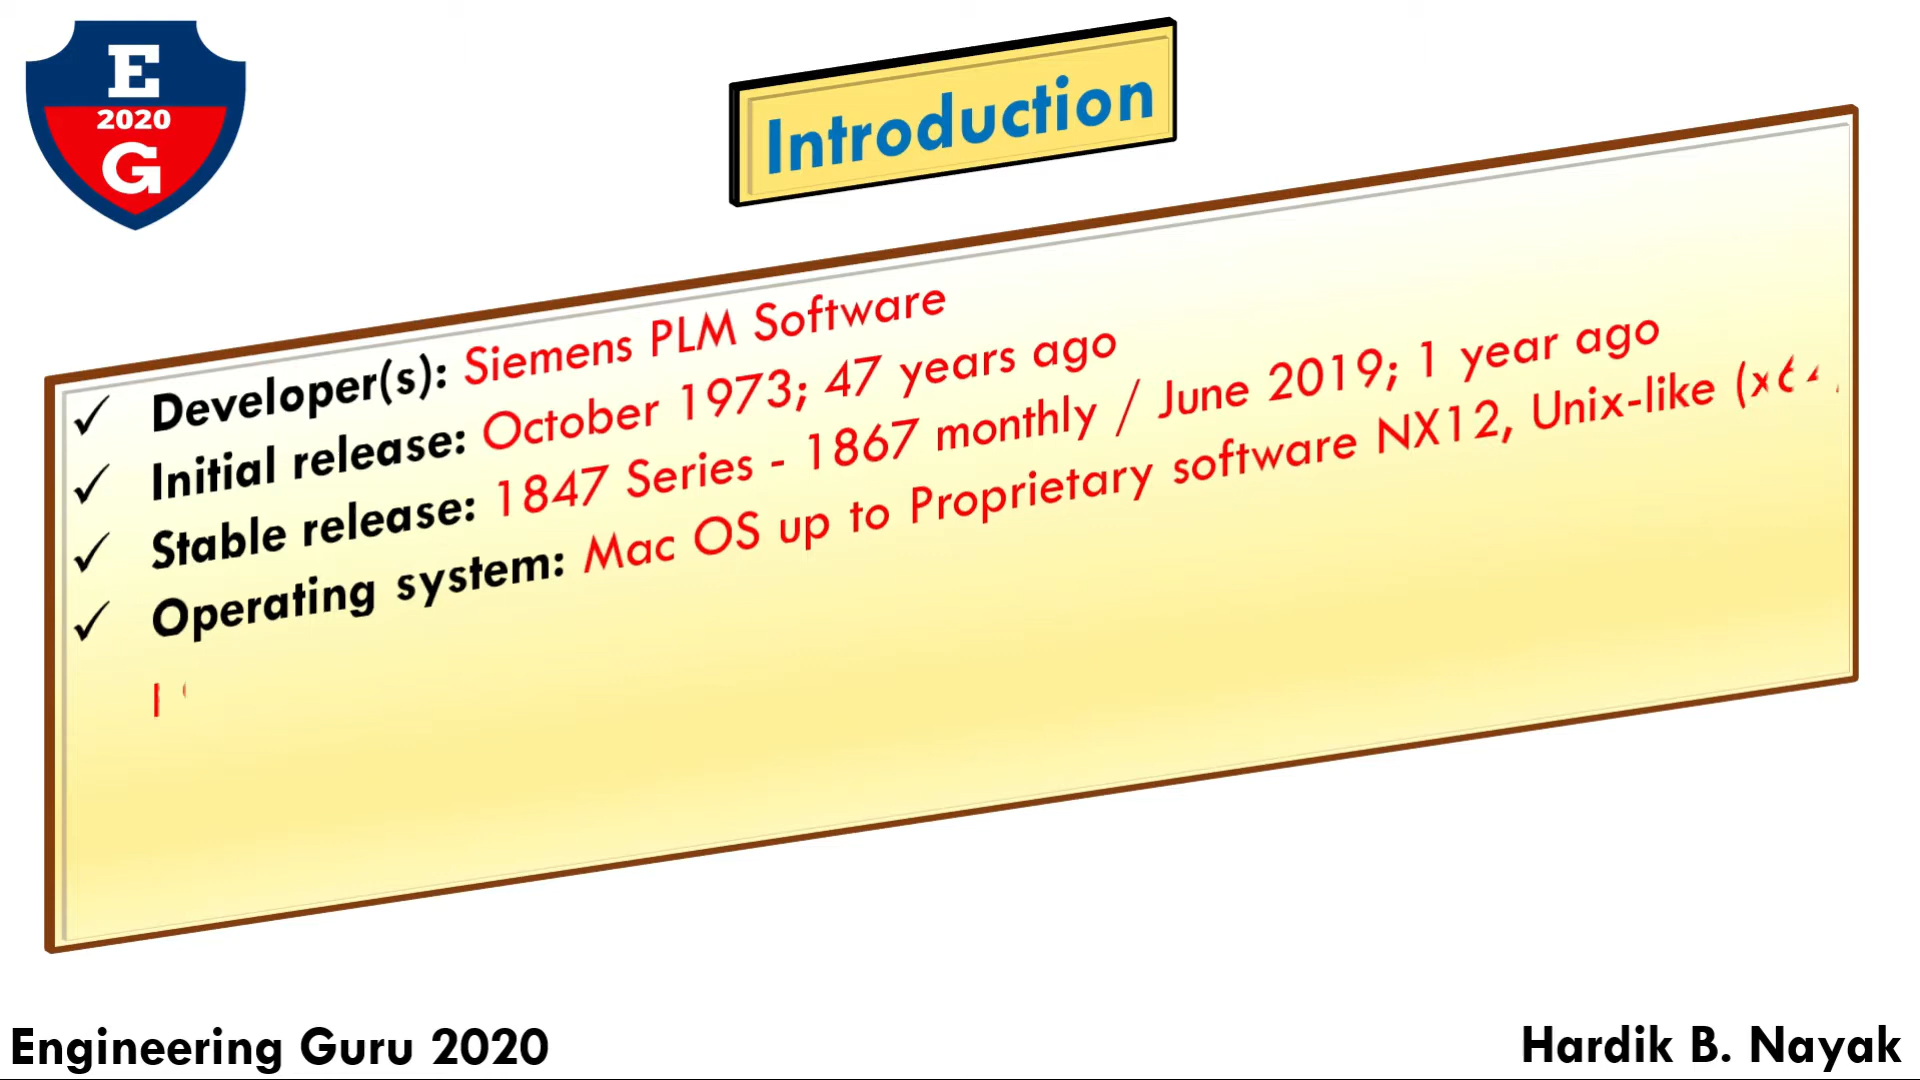 E
2020
G
Introduction
✓ Developer(s): Siemens PLM Software
✓ Initial release: October 1973; 47 years ago
✓ Stable release: 1847 Series - 1867 monthly / June 2019; 1 year ago
✓ Operating system: Mac OS up to Proprietary software NX12, Unix-like
Engineering Guru 2020
Hardik B. Nayak